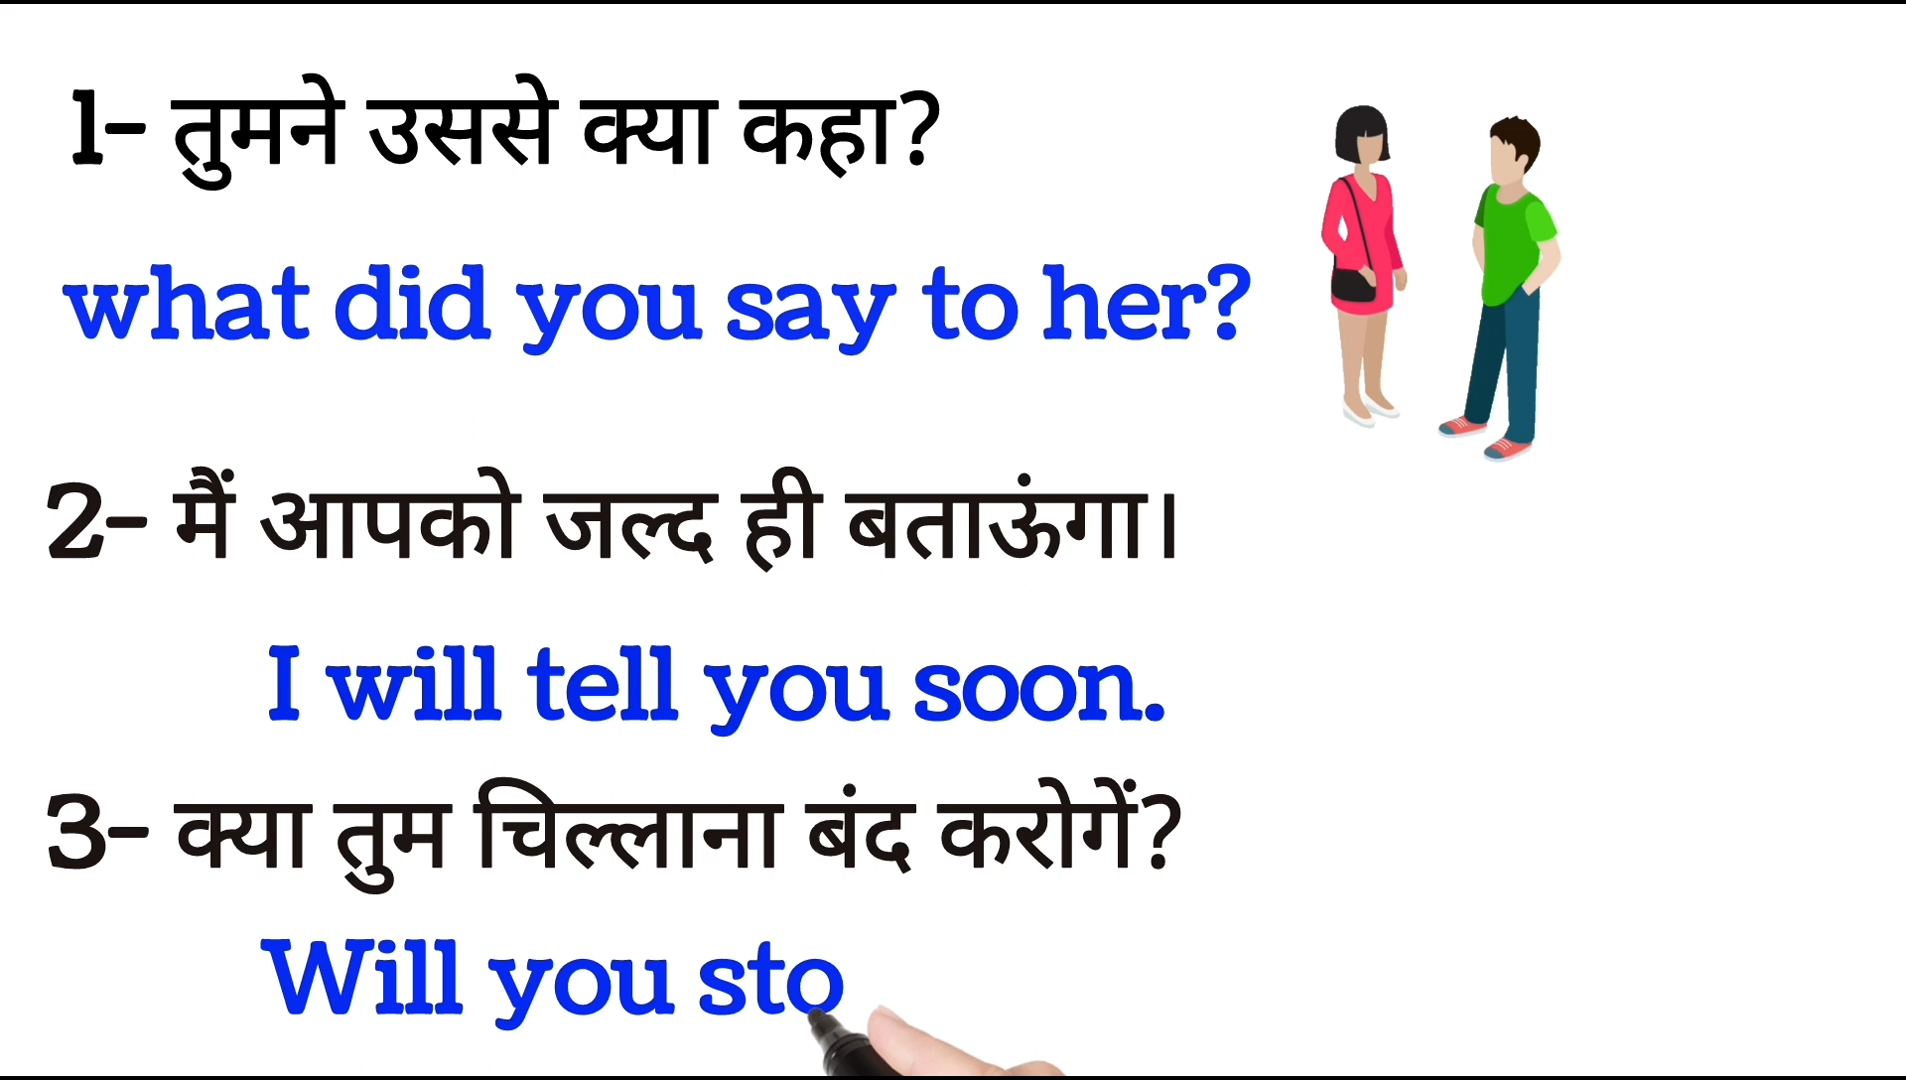 1- तुमने उससे क्या कहा?
what did you say to her?
2- मैं आपको जल्द ही बताऊंगा।
I will tell you soon.
3- क्या तुम चिल्लाना बंद करोगें?
Will you sto